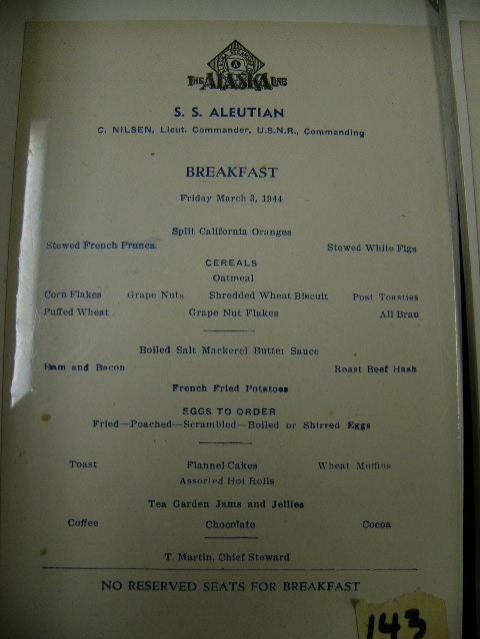 THE ALASKA LINE
S. S. ALEUTIAN
C. NILSEN, Lieut. Commander, U.S.N.R., Commanding
BREAKFAST
Friday March 3, 1944
Split California Oranges
Stewed French Prunes Stewed White Figs
CEREALS
Oatmeal
Corn Flakes Grape Nuts Shredded Wheat Biscuit Post Toasties
Puffed Wheat Grape Nut Flakes All Bran
Boiled Salt Mackerel Butter Sauce
Ham and Bacon Roast Beef Hash
French Fried Potatoes
EGGS TO ORDER
Fried—Poached—Scrambled—Boiled or Shirred Eggs
Toast Flannel Cakes Wheat Muffins
Assorted Hot Rolls
Tea Garden Jams and Jellies
Coffee Chocolate Cocoa
T. Martin, Chief Steward
NO RESERVED SEATS FOR BREAKFAST
143